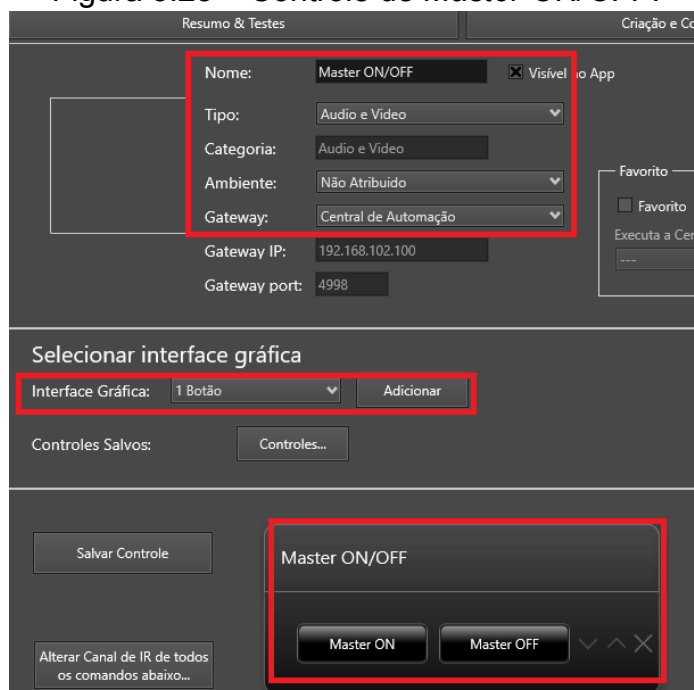 Resumo & Testes
Nome: Master ON/OFF Visível no App
Tipo: Audio e Video
Categoria: Audio e Video
Ambiente: Não Atribuido
Gateway: Central de Automação
Gateway IP: 192.168.102.100
Gateway port: 4998
Favorito
Favorito
---
Selecionar interface gráfica
Interface Gráfica: 1 Botão Adicionar
Controles Salvos: Controles...
Salvar Controle
Master ON/OFF
Master ON Master OFF
Alterar Canal de IR de todos
os comandos abaixo...